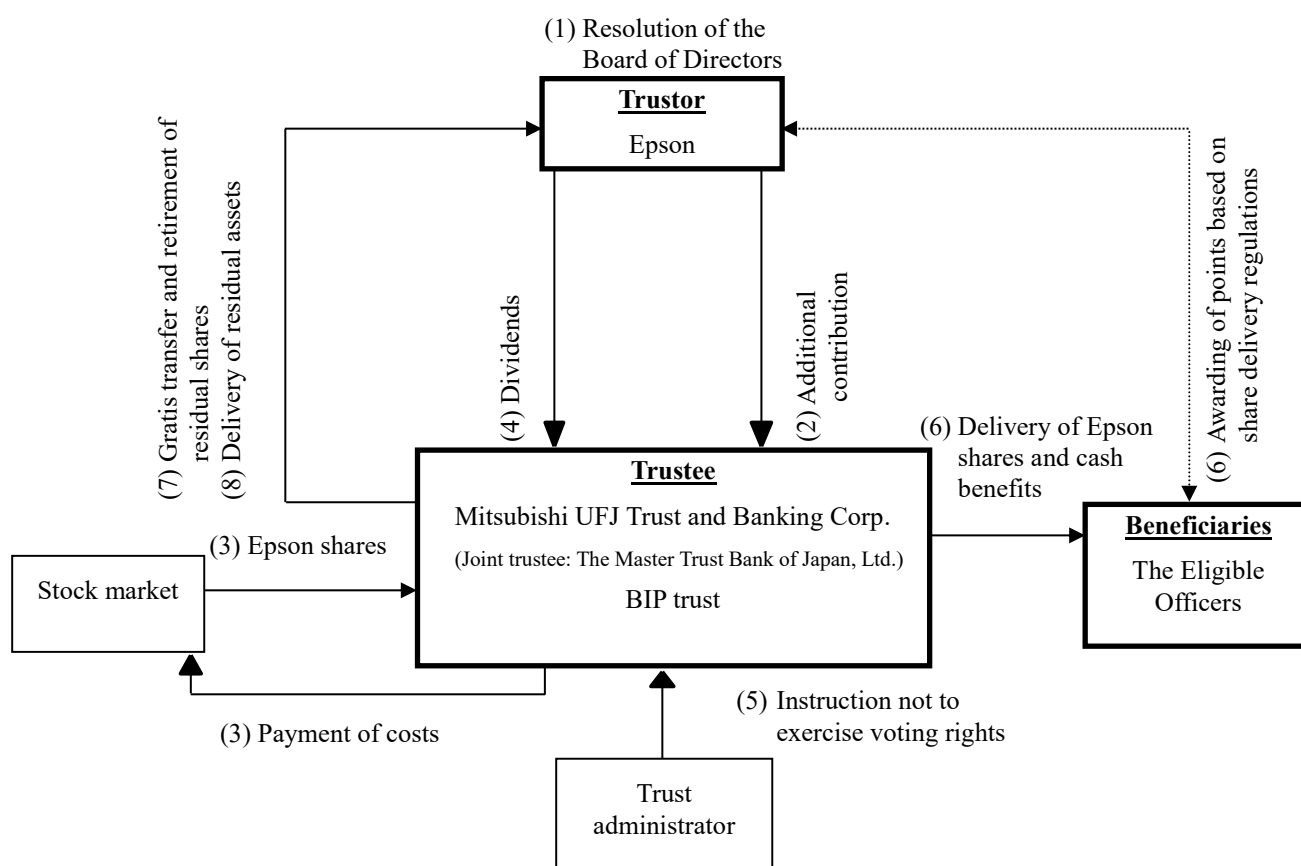 (1) Resolution of the
Board of Directors
Trustor
Epson
(7) Gratis transfer and retirement of
residual shares
(8) Delivery of residual assets
(4) Dividends
(2) Additional
contribution
(6) Awarding of points based on
share delivery regulations
(6) Delivery of Epson
shares and cash
benefits
Trustee
Mitsubishi UFJ Trust and Banking Corp.
(Joint trustee: The Master Trust Bank of Japan, Ltd.)
BIP trust
Beneficiaries
The Eligible
Officers
(3) Epson shares
Stock market
(3) Payment of costs
(5) Instruction not to
exercise voting rights
Trust
administrator